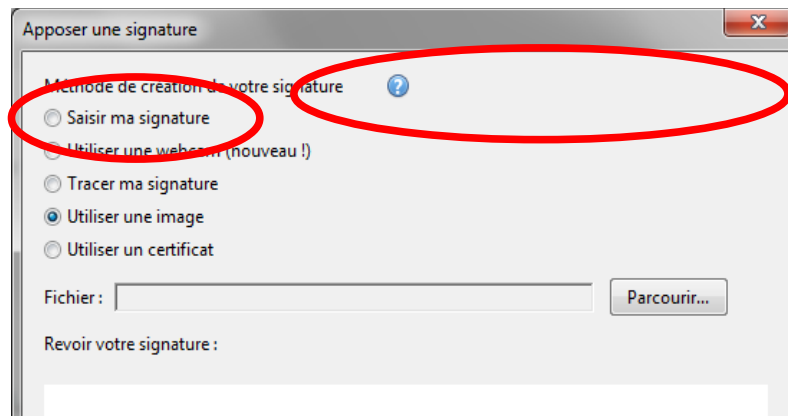 Apposer une signature
Méthode de création de votre signature
Saisir ma signature
Utiliser une webcam (nouveau !)
Tracer ma signature
Utiliser une image
Utiliser un certificat
Fichier : Parcourir...
Revoir votre signature :